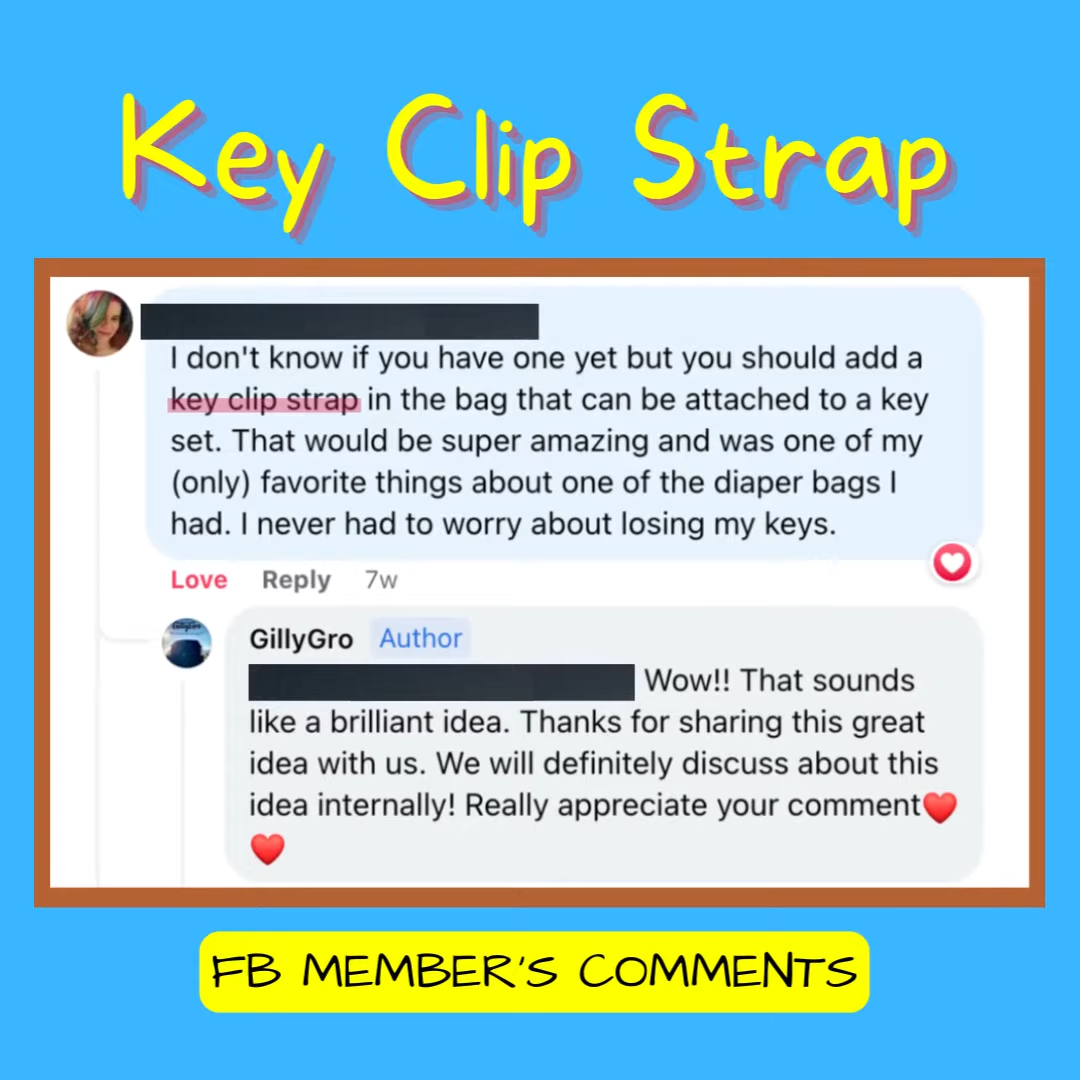 Key Clip Strap
I don't know if you have one yet but you should add a
key clip strap in the bag that can be attached to a key
set. That would be super amazing and was one of my
(only) favorite things about one of the diaper bags I
had. I never had to worry about losing my keys.
Love Reply 7w
GillyGro Author
Wow!! That sounds
like a brilliant idea. Thanks for sharing this great
idea with us. We will definitely discuss about this
idea internally! Really appreciate your comment❤️
❤️
FB MEMBER'S COMMENTS